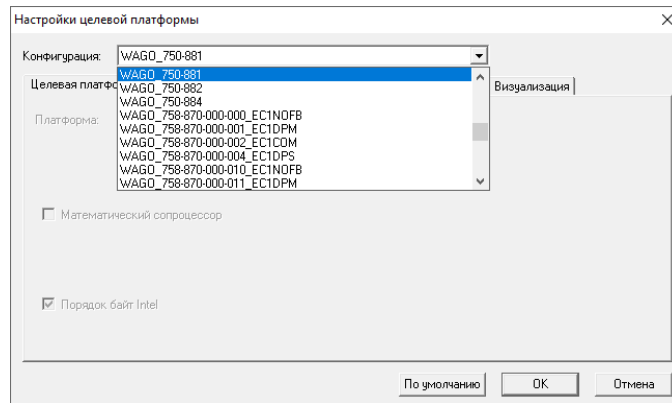 Настройки целевой платформы
Конфигурация: WAGO_750-881
WAGO_750-881
WAGO_750-882
WAGO_750-884
WAGO_758-870-000-000_EC1NOFB
WAGO_758-870-000-001_EC1DPM
WAGO_758-870-000-002_EC1COM
WAGO_758-870-000-004_EC1DPS
WAGO_758-870-000-010_EC1NOFB
WAGO_758-870-000-011_EC1DPM
Целевая платфо
Визуализация
Платформа:
Математический сопроцессор
Порядок байт Intel
По умолчанию OK Отмена